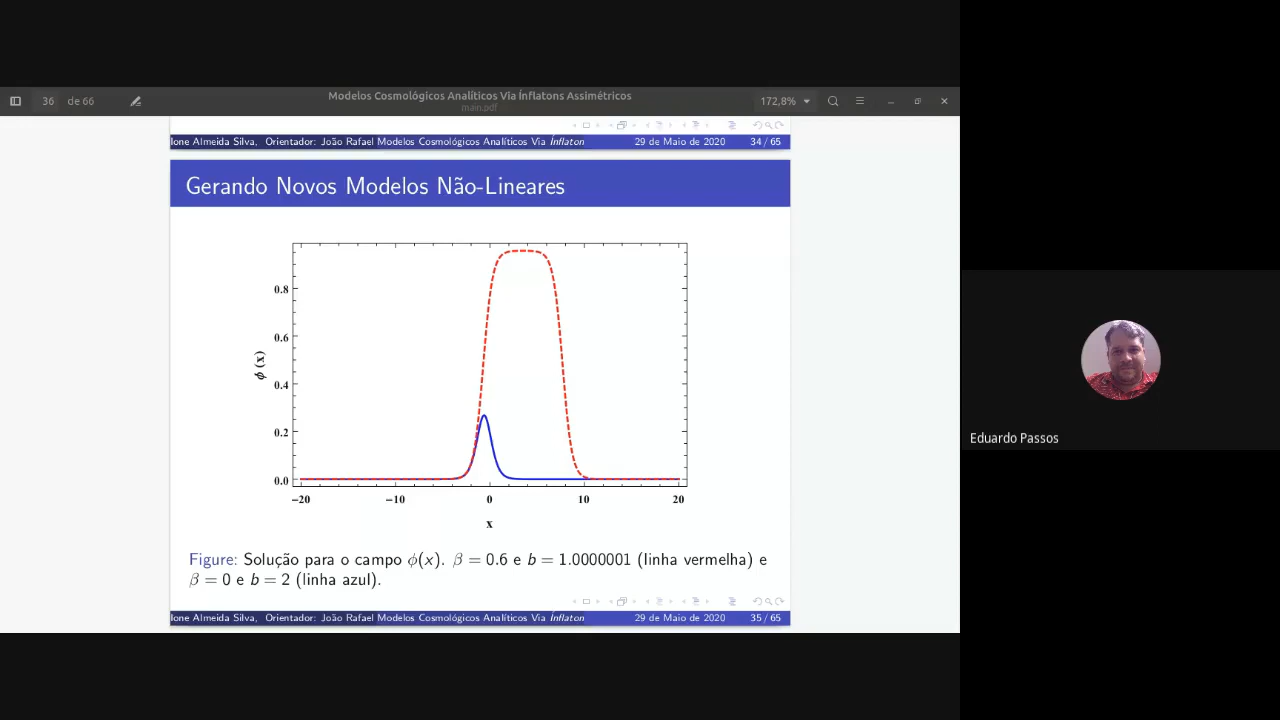 36 de 66
Modelos Cosmológicos Analíticos Via Ínflatons Assimétricos
main.pdf
172,8%
lone Almeida Silva, Orientador: João Rafael Modelos Cosmológicos Analíticos Via Ínflaton 29 de Maio de 2020 34 / 65
Gerando Novos Modelos Não-Lineares
ϕ (x)
0.8
0.6
0.4
0.2
0.0
−20 −10 0 10 20
x
Figure: Solução para o campo ϕ(x). β = 0.6 e b = 1.0000001 (linha vermelha) e
β = 0 e b = 2 (linha azul).
lone Almeida Silva, Orientador: João Rafael Modelos Cosmológicos Analíticos Via Ínflaton 29 de Maio de 2020 35 / 65
Eduardo Passos